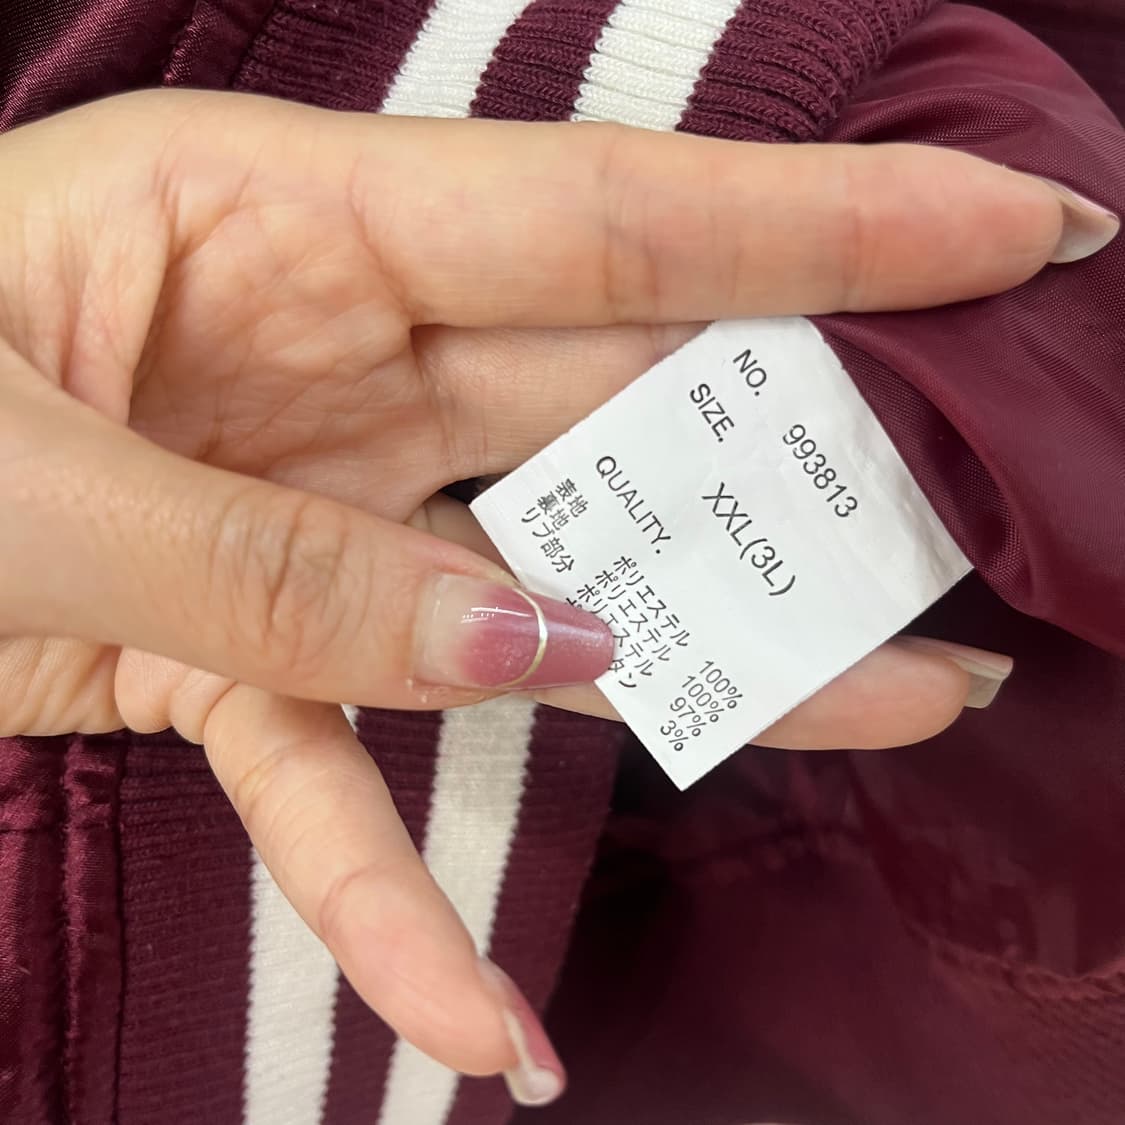 NO. 993813
SIZE. XXL(3L)
QUALITY.
表地 ポリエステル 100%
裏地 ポリエステル 100%
リブ部分 ポリエステル 97%
タン 3%